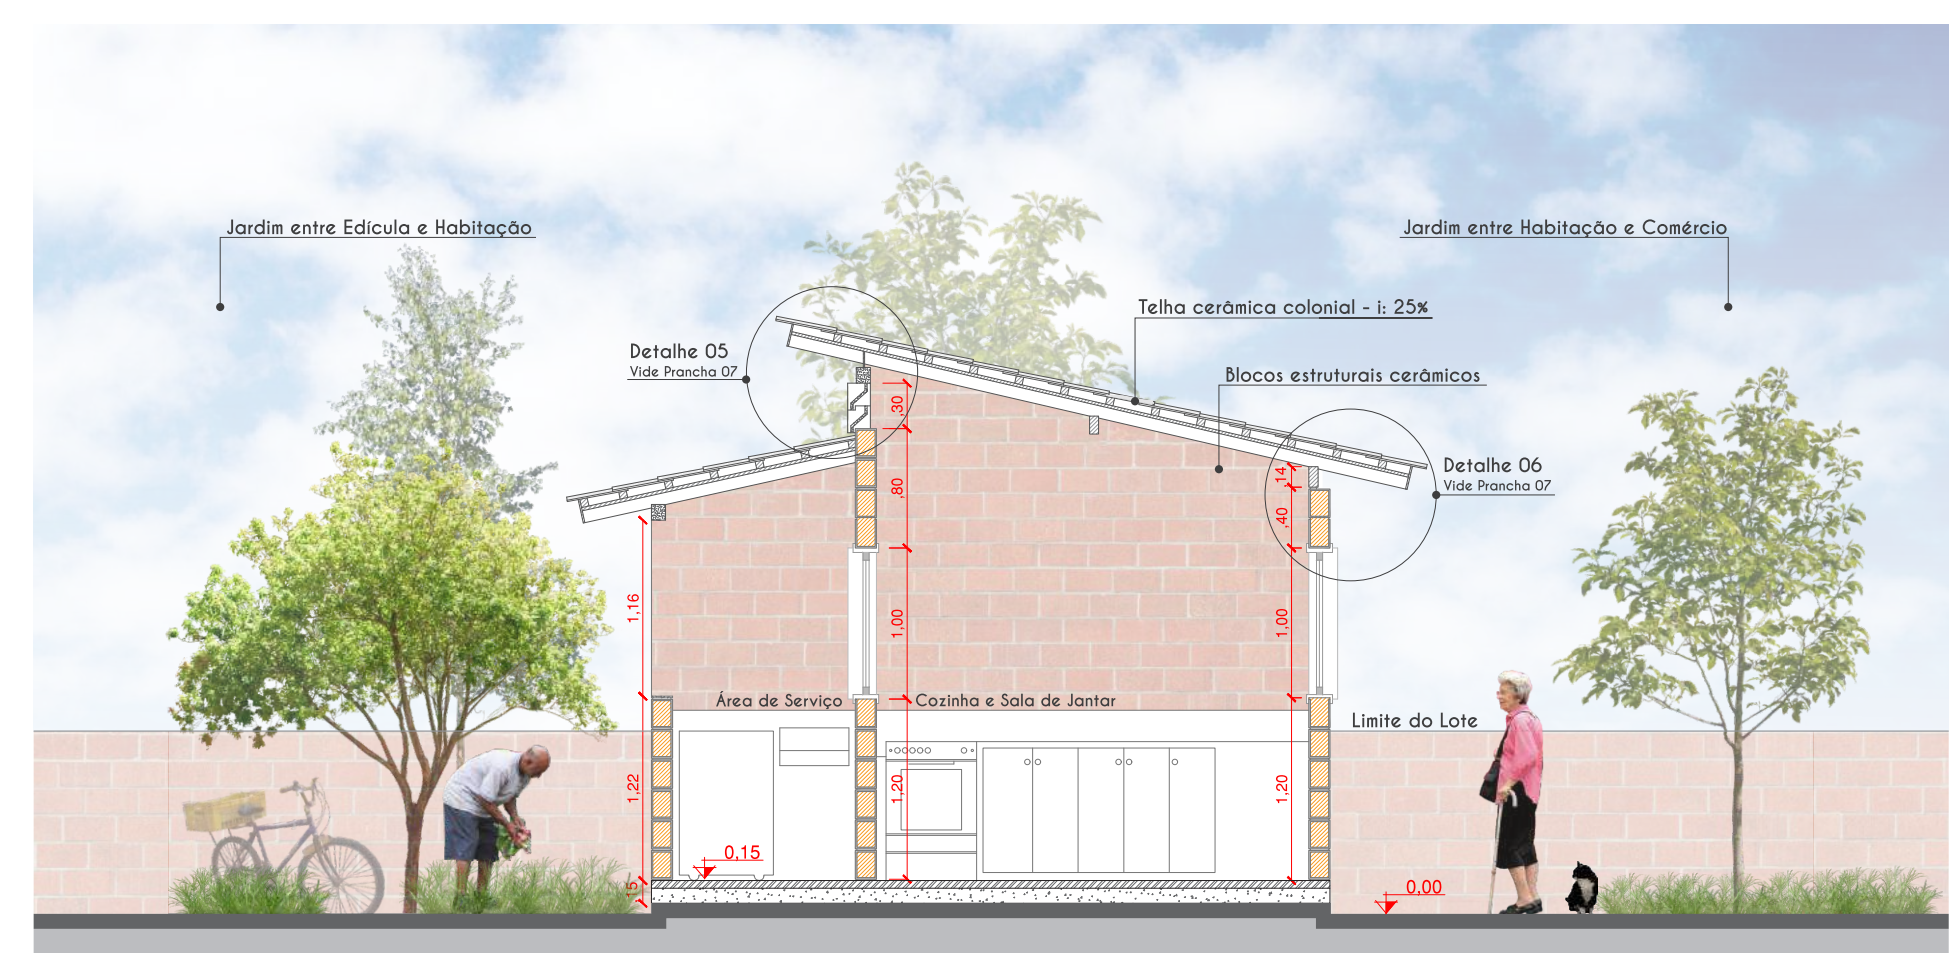 Jardim entre Edícula e Habitação
Jardim entre Habitação e Comércio
Telha cerâmica colonial - i: 25%
Detalhe 05
Vide Prancha 07
Blocos estruturais cerâmicos
,30
Detalhe 06
Vide Prancha 07
,14
,80
,40
1,16
1,00
1,00
Área de Serviço
Cozinha e Sala de Jantar
Limite do Lote
1,22
1,20
1,20
0,15
,15
0,00